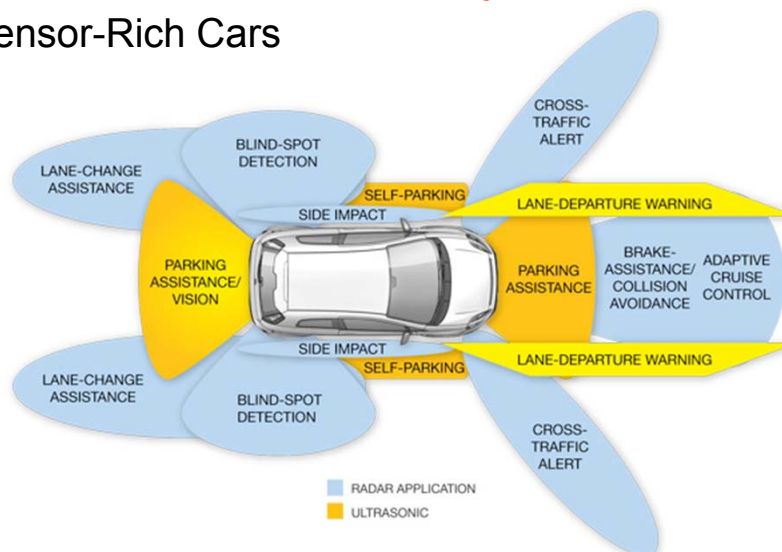 ensor-Rich Cars
CROSS-
TRAFFIC
ALERT
BLIND-SPOT
DETECTION
LANE-CHANGE
ASSISTANCE
SELF-PARKING
LANE-DEPARTURE WARNING
SIDE IMPACT
PARKING
ASSISTANCE/
VISION
PARKING
ASSISTANCE
BRAKE-
ASSISTANCE/
COLLISION
AVOIDANCE
ADAPTIVE
CRUISE
CONTROL
SIDE IMPACT
LANE-DEPARTURE WARNING
SELF-PARKING
LANE-CHANGE
ASSISTANCE
BLIND-SPOT
DETECTION
CROSS-
TRAFFIC
ALERT
RADAR APPLICATION
ULTRASONIC